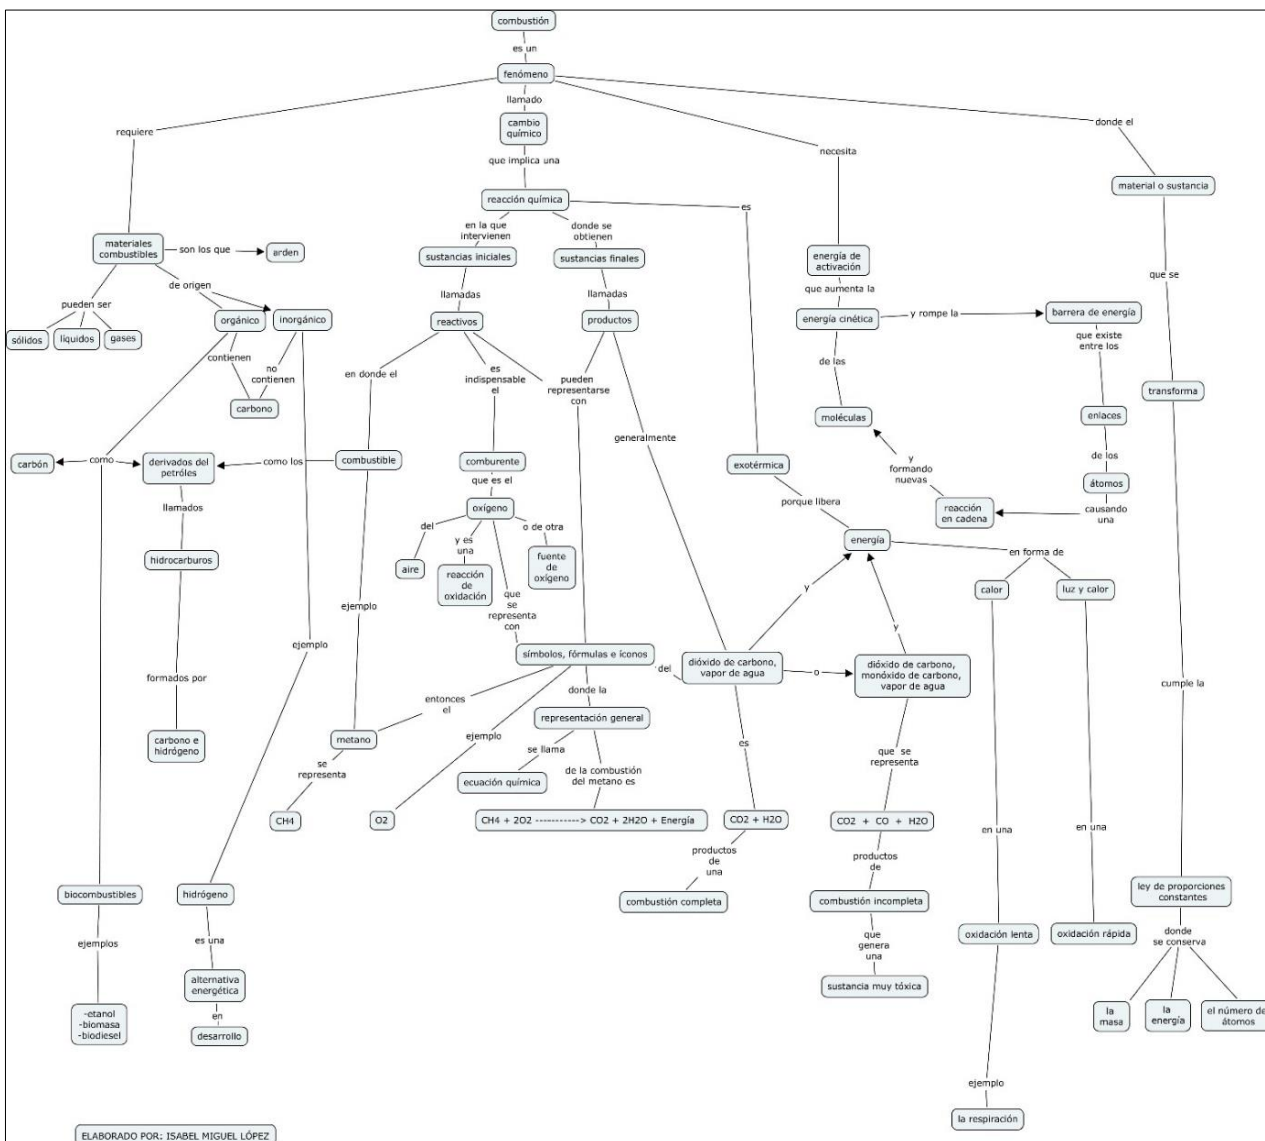 combustión
es un
fenómeno
llamado
cambio
químico
que implica una
reacción química
requiere
necesita
donde el
material o sustancia
es
en la que
intervienen
donde se
obtienen
materiales
combustibles
son los que
arden
sustancias iniciales
sustancias finales
energía de
activación
que se
pueden ser
de origen
llamadas
llamadas
que aumenta la
sólidos
líquidos
gases
orgánico
inorgánico
reactivos
productos
energía cinética
y rompe la
barrera de energía
que existe
entre los
contienen
no
contienen
carbono
en donde el
es
indispensable
el
pueden
representarse
con
de las
moléculas
enlaces
transforma
generalmente
carbón
como
derivados del
petróles
como los
combustible
comburente
exotérmica
y
formando
nuevas
de los
átomos
llamados
que es el
oxígeno
porque libera
reacción
en cadena
causando
una
del
y es
una
o de otra
energía
en forma de
hidrocarburos
aire
reacción
de
oxidación
fuente
de
oxígeno
calor
luz y calor
ejemplo
que
se
representa
con
y
y
ejemplo
símbolos, fórmulas e íconos
del
dióxido de carbono,
vapor de agua
o
dióxido de carbono,
monóxido de carbono,
vapor de agua
formados por
entonces
el
donde la
cumple la
carbono e
hidrógeno
metano
ejemplo
representación general
es
que se
representa
se
representa
se llama
ecuación química
de la combustión
del metano es
CH4
O2
CH4 + 2O2 -----------> CO2 + 2H2O + Energía
CO2 + H2O
CO2 + CO + H2O
en una
en una
productos
de
una
productos
de
biocombustibles
hidrógeno
combustión completa
combustión incompleta
ley de proporciones
constantes
ejemplos
es una
que
genera
una
oxidación lenta
oxidación rápida
donde
se conserva
alternativa
energética
sustancia muy tóxica
-etanol
-biomasa
-biodiesel
en
desarrollo
la
masa
la
energía
el número de
átomos
ejemplo
la respiración
ELABORADO POR: ISABEL MIGUEL LÓPEZ